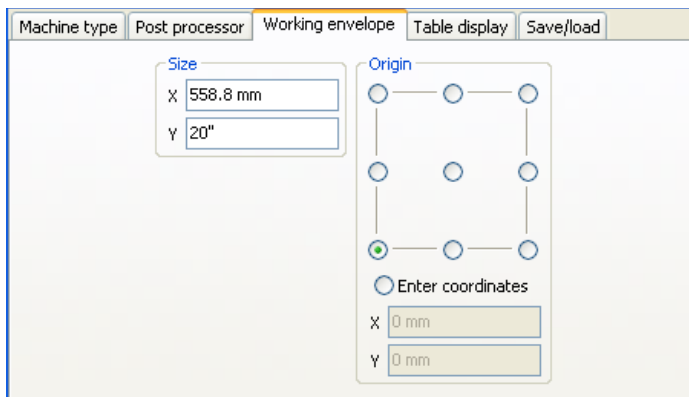 Machine type Post processor Working envelope Table display Save/load
Size
X 558.8 mm
Y 20"
Origin
Enter coordinates
X 0 mm
Y 0 mm